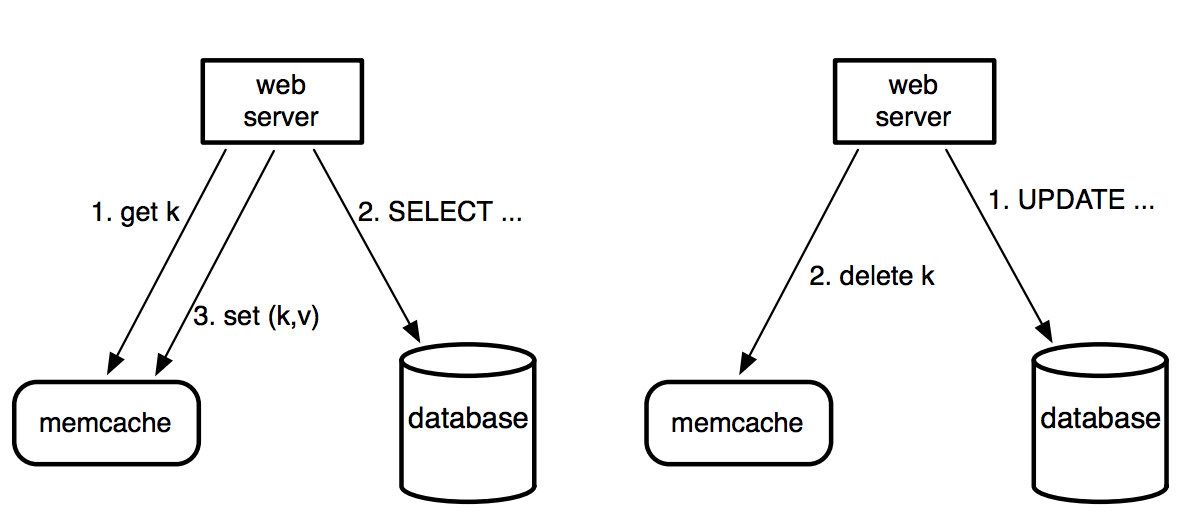 web
server
1. get k
2. SELECT ...
3. set (k,v)
memcache
database
web
server
1. UPDATE ...
2. delete k
memcache
database